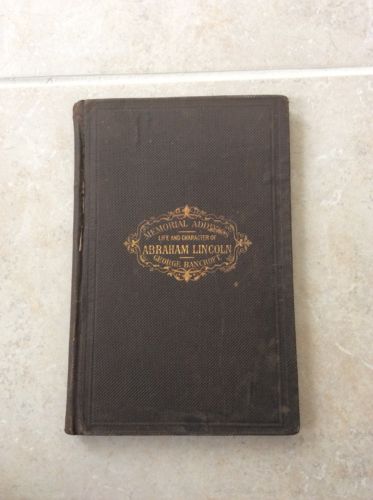 MEMORIAL ADDRESS
LIFE AND CHARACTER OF
ABRAHAM LINCOLN
GEORGE BANCROFT